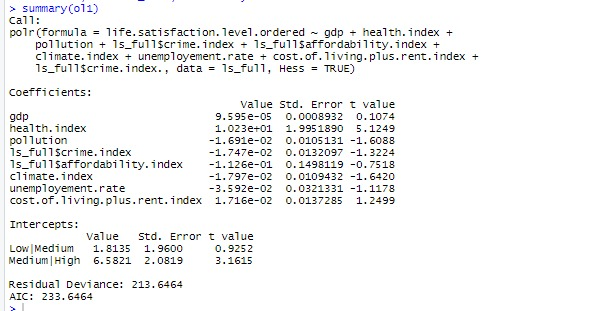 > summary(ol1)
Call:
polr(formula = life.satisfaction.level.ordered ~ gdp + health.index +
    pollution + ls_full$crime.index + ls_full$affordability.index +
    climate.index + unemployement.rate + cost.of.living.plus.rent.index +
    ls_full$crime.index., data = ls_full, Hess = TRUE)

Coefficients:
                                    Value Std. Error t value
gdp                             9.595e-05  0.0008932  0.1074
health.index                    1.023e+01  1.9951890  5.1249
pollution                      -1.691e-02  0.0105131 -1.6088
ls_full$crime.index            -1.747e-02  0.0132097 -1.3224
ls_full$affordability.index    -1.126e-01  0.1498119 -0.7518
climate.index                  -1.797e-02  0.0109432 -1.6420
unemployement.rate             -3.592e-02  0.0321331 -1.1178
cost.of.living.plus.rent.index  1.716e-02  0.0137285  1.2499

Intercepts:
            Value  Std. Error t value
Low|Medium  1.8135 1.9600     0.9252
Medium|High 6.5821 2.0819     3.1615

Residual Deviance: 213.6464
AIC: 233.6464
>